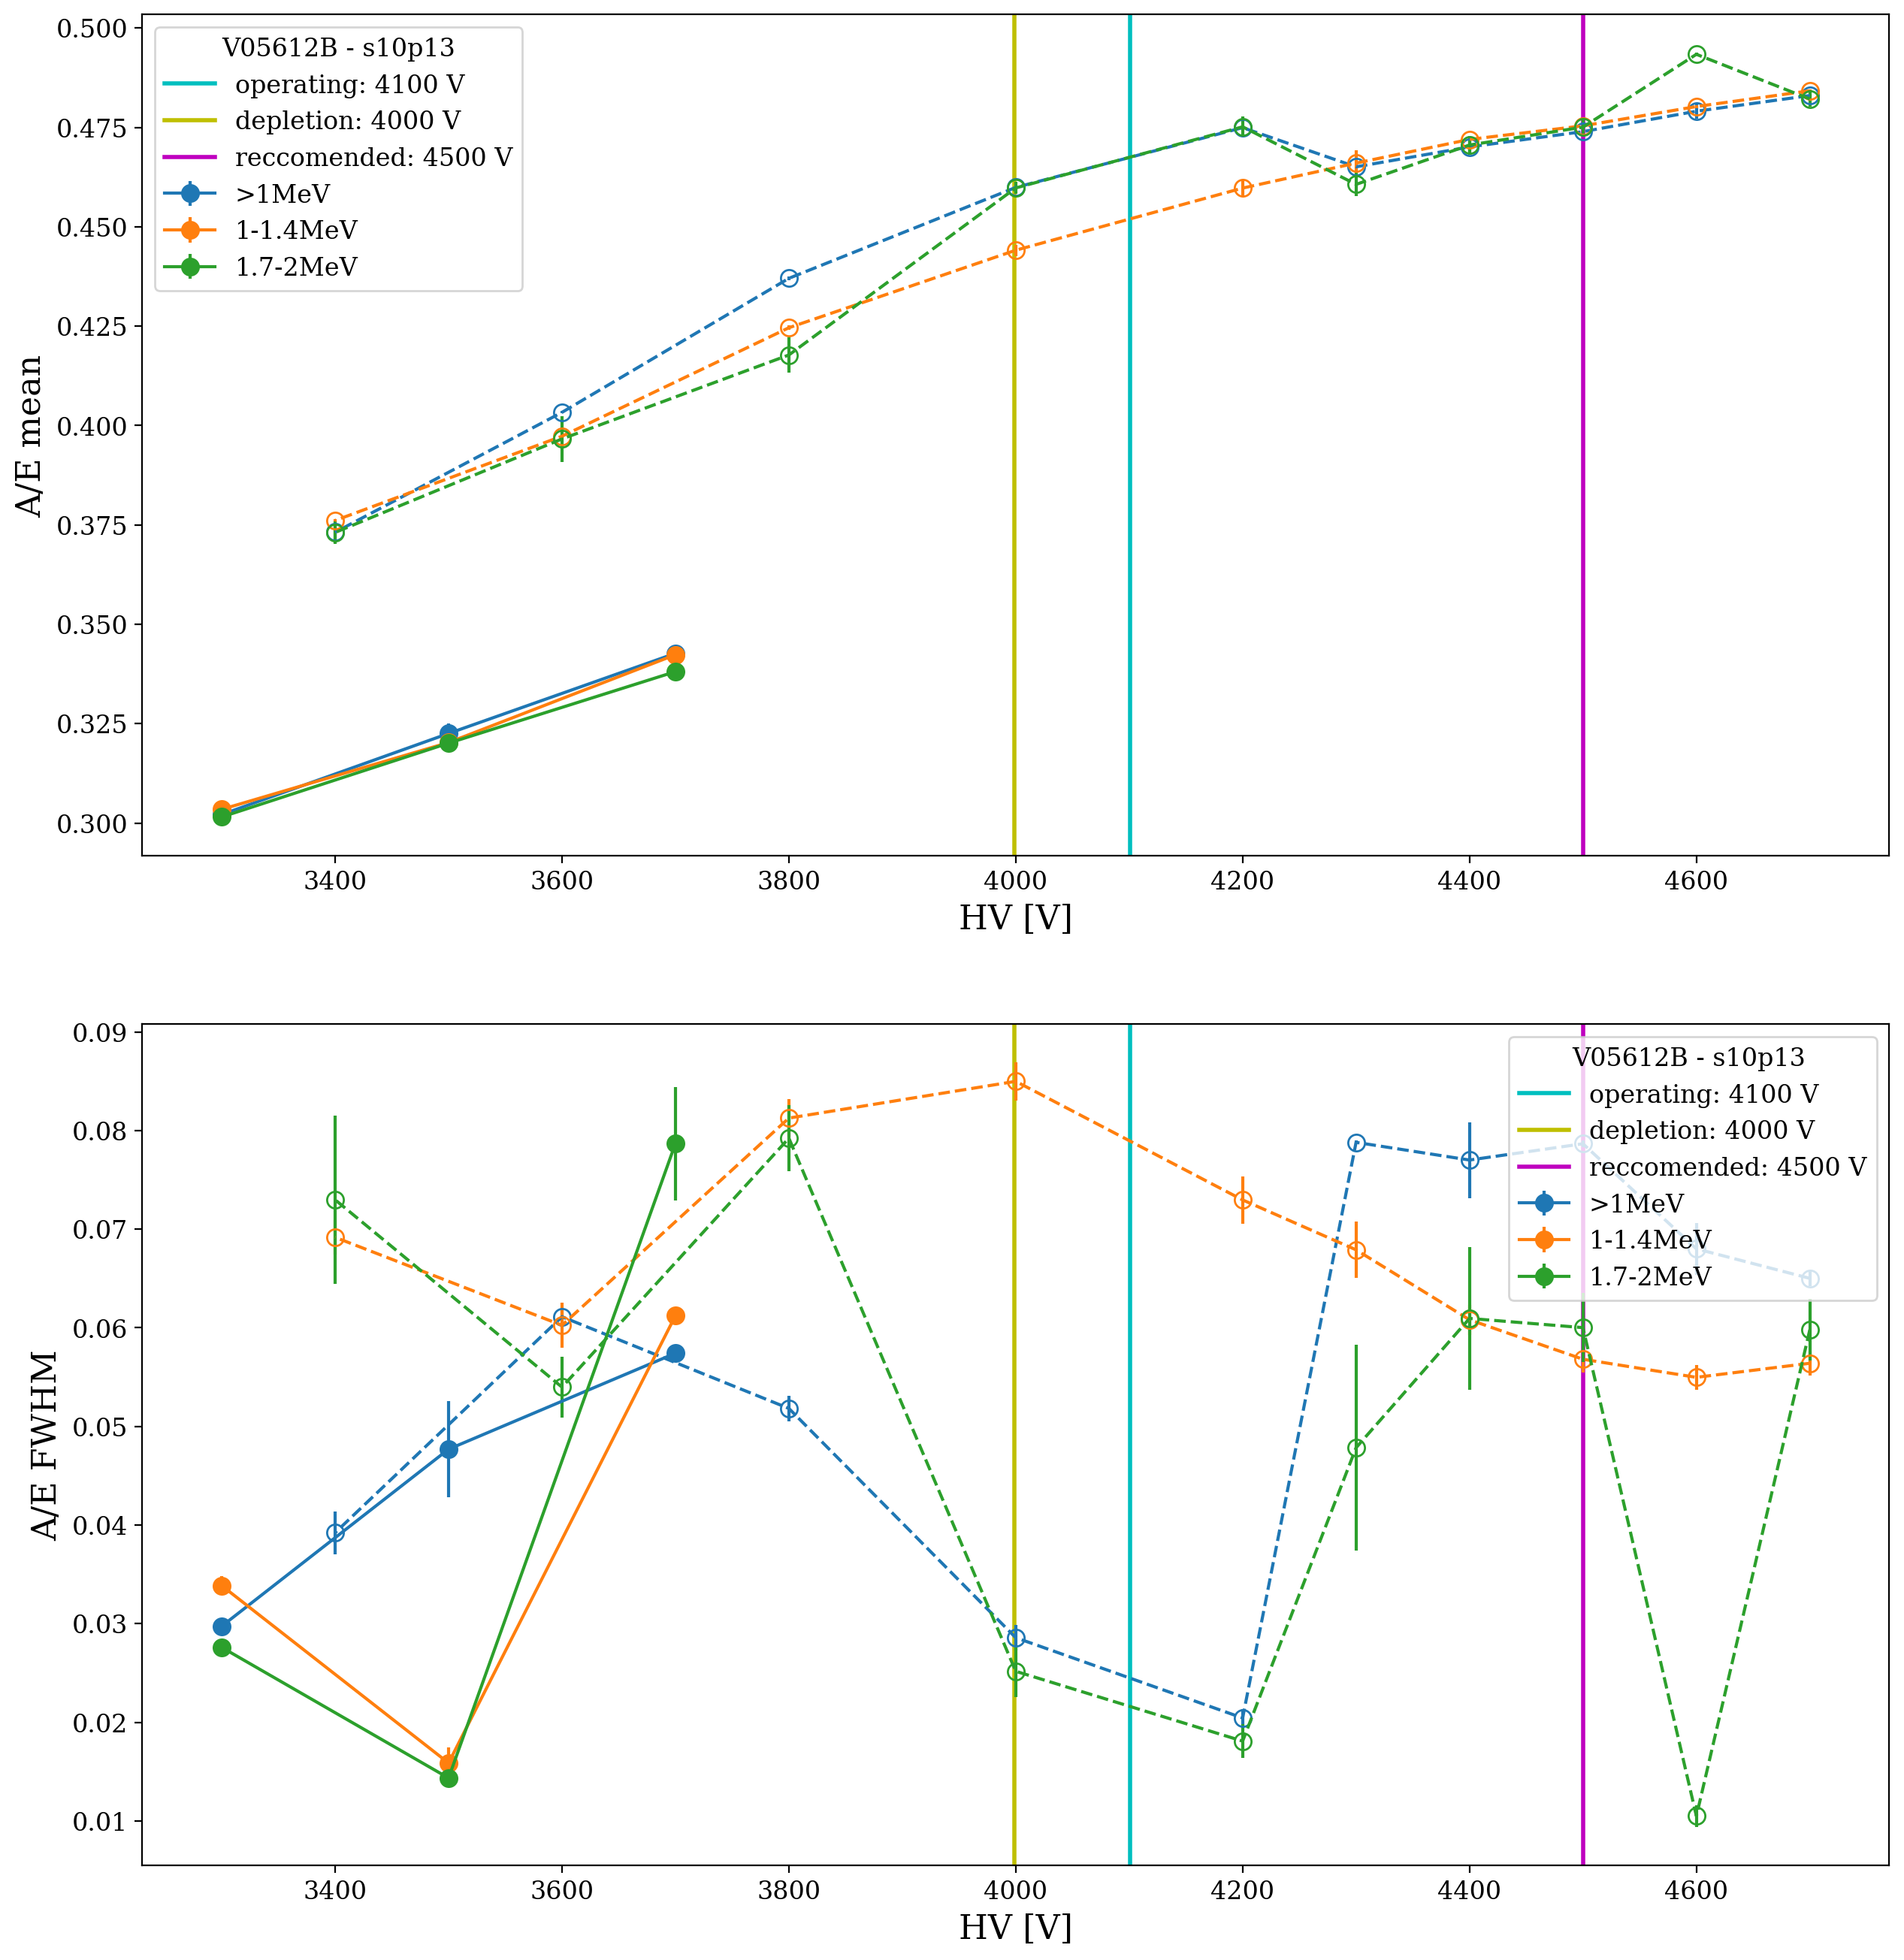 0.500
0.475
0.450
0.425
0.400
0.375
0.350
0.325
0.300
A/E mean
V05612B - s10p13
operating: 4100 V
depletion: 4000 V
reccomended: 4500 V
>1MeV
1-1.4MeV
1.7-2MeV
3400 3600 3800 4000 4200 4400 4600
HV [V]
0.09
0.08
0.07
0.06
0.05
0.04
0.03
0.02
0.01
A/E FWHM
V05612B - s10p13
operating: 4100 V
depletion: 4000 V
reccomended: 4500 V
>1MeV
1-1.4MeV
1.7-2MeV
3400 3600 3800 4000 4200 4400 4600
HV [V]